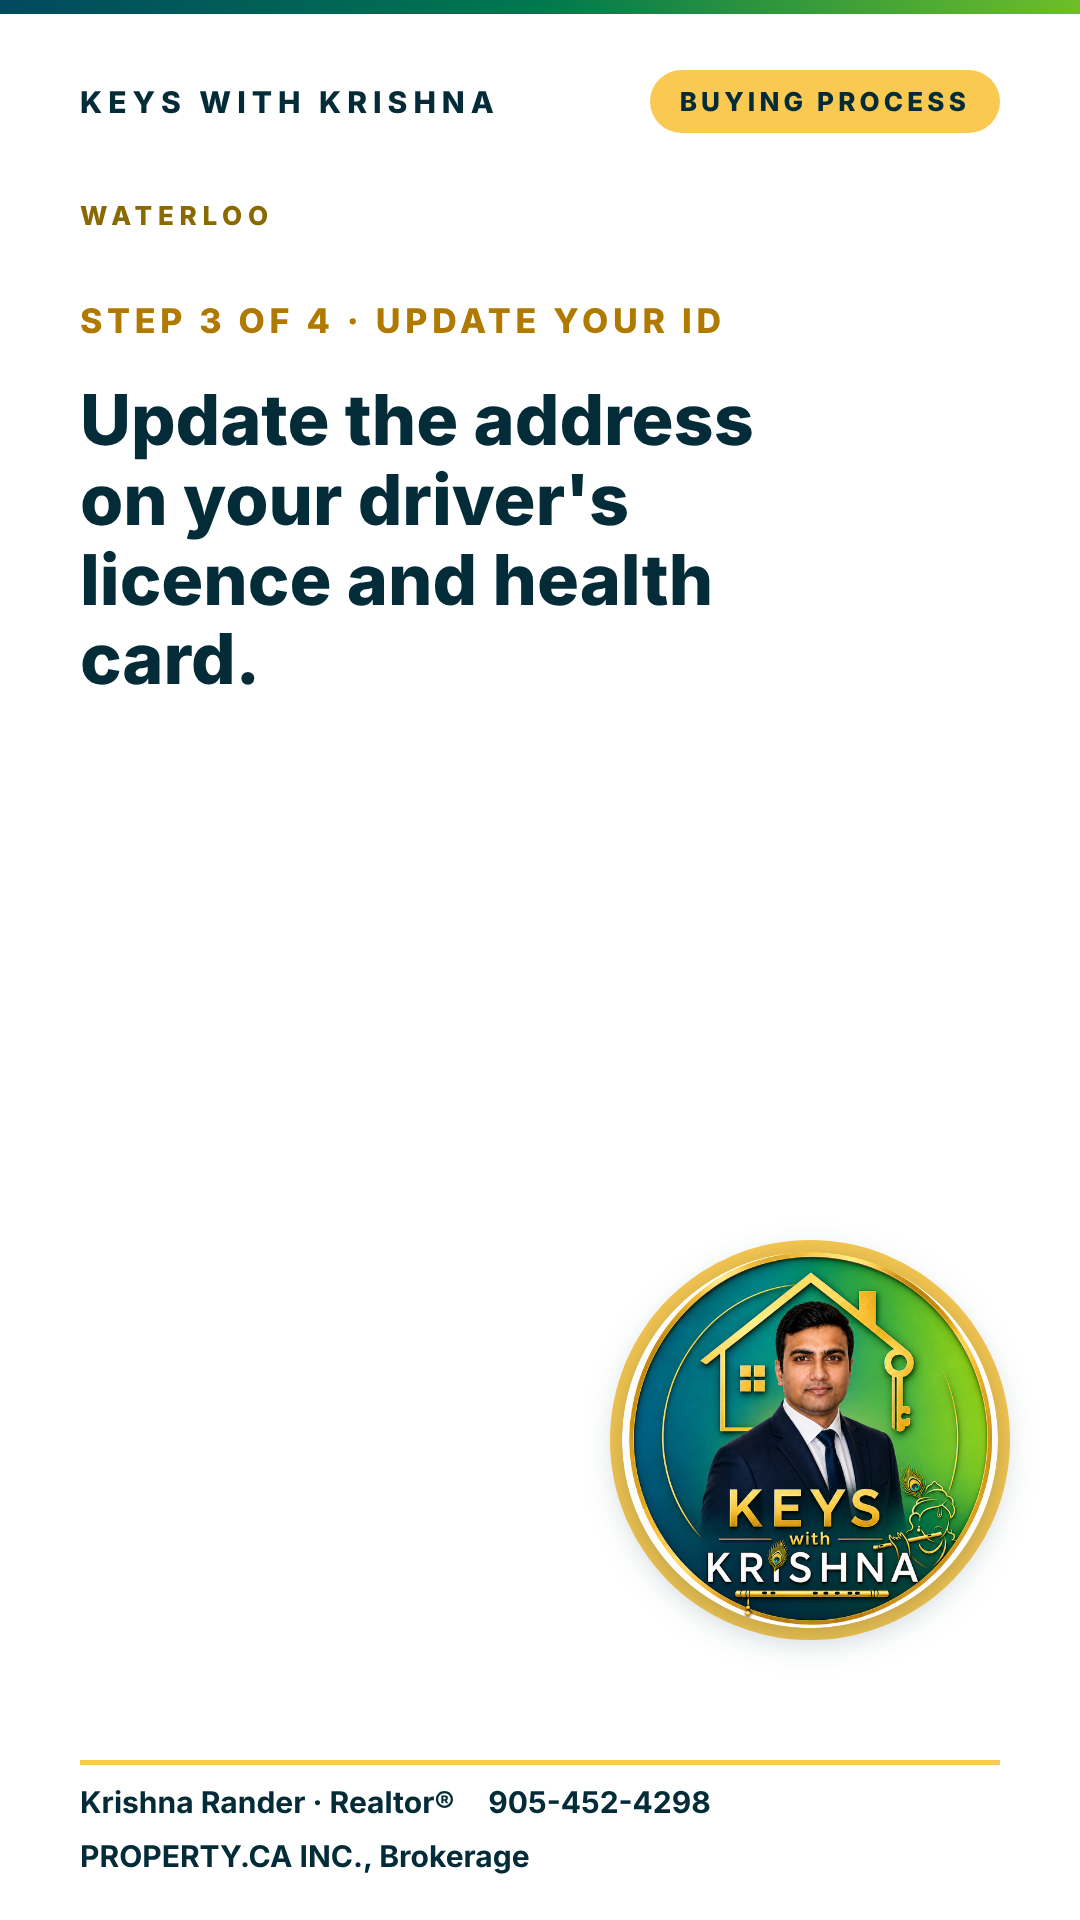 KEYS WITH KRISHNA
BUYING PROCESS
WATERLOO
STEP 3 OF 4 · UPDATE YOUR ID
Update the address
on your driver's
licence and health
card.
KEYS
with
KRISHNA
Krishna Rander · Realtor® 905-452-4298
PROPERTY.CA INC., Brokerage